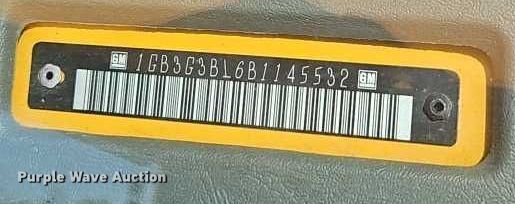 GM 1GB3G3BL6B1145532 GM
Purple Wave Auction